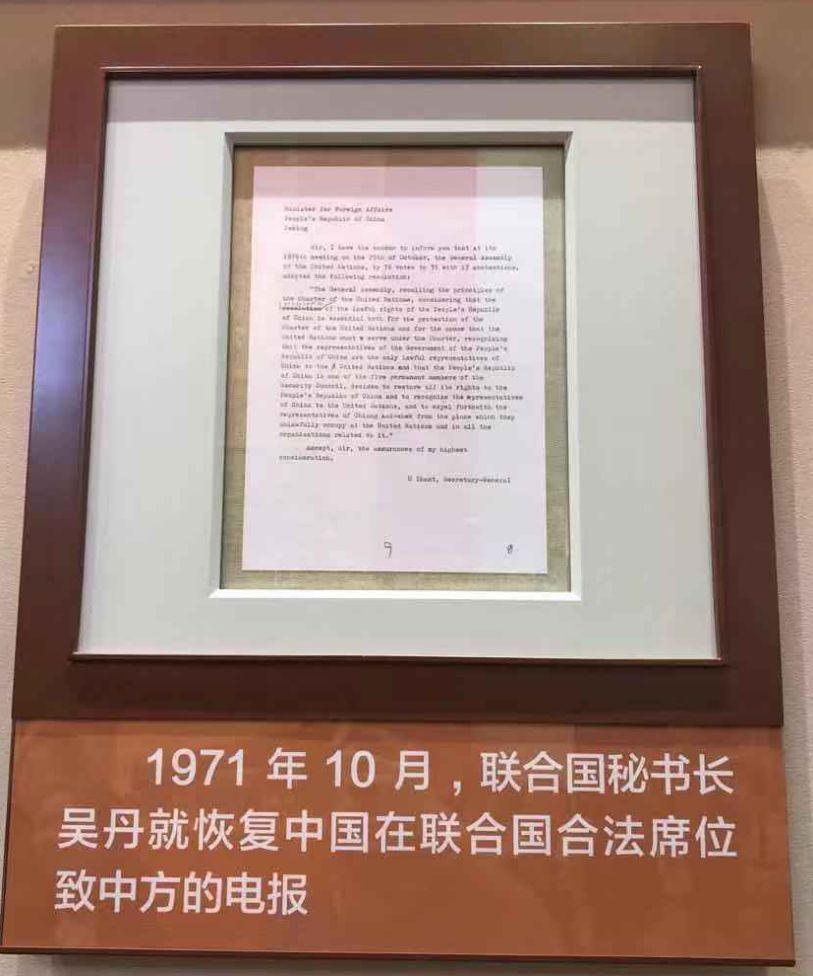 Minister for Foreign Affairs
People's Republic of China
Peking
Sir, I have the honour to inform you that at its
1976th meeting on the 25th of October, the General Assembly
of the United Nations, by 76 votes to 35 with 17 abstentions,
adopted the following resolution:
"The General Assembly, recalling the principles of
the Charter of the United Nations, considering that the
of the lawful rights of the People's Republic
of China is essential both for the protection of the
Charter of the United Nations and for the cause that the
United Nations must serve under the Charter, recognizing
that the representatives of the Government of the People's
Republic of China are the only lawful representatives of
China to the United Nations and that the People's Republic
of China is one of the five permanent members of the
Security Council, decides to restore all its rights to the
People's Republic of China and to recognize the representatives
of China to the United Nations, and to expel forthwith the
representatives of Chiang Kai-shek from the place which they
unlawfully occupy at the United Nations and in all the
organizations related to it."
Accept, Sir, the assurances of my highest
consideration.
U Thant, Secretary-General
1971 年 10 月，联合国秘书长
吴丹就恢复中国在联合国合法席位
致中方的电报